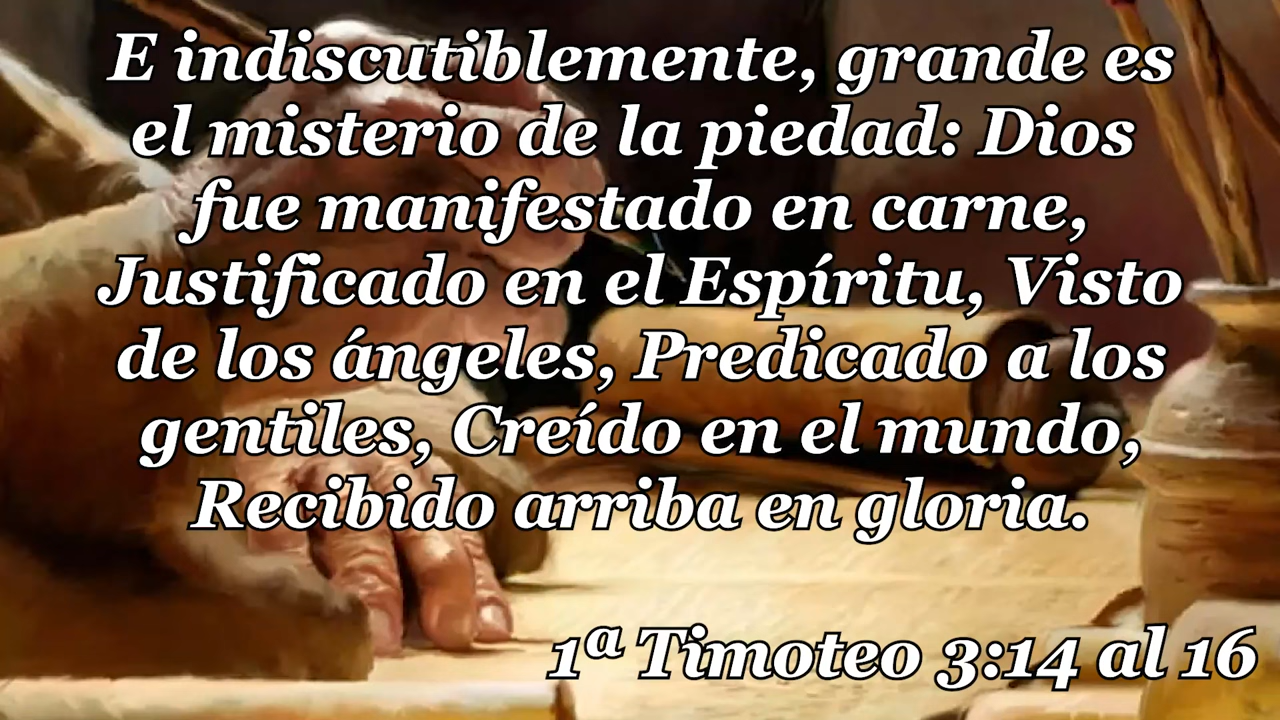 E indiscutiblemente, grande es
el misterio de la piedad: Dios
fue manifestado en carne,
Justificado en el Espíritu, Visto
de los ángeles, Predicado a los
gentiles, Creído en el mundo,
Recibido arriba en gloria.
1ª Timoteo 3:14 al 16